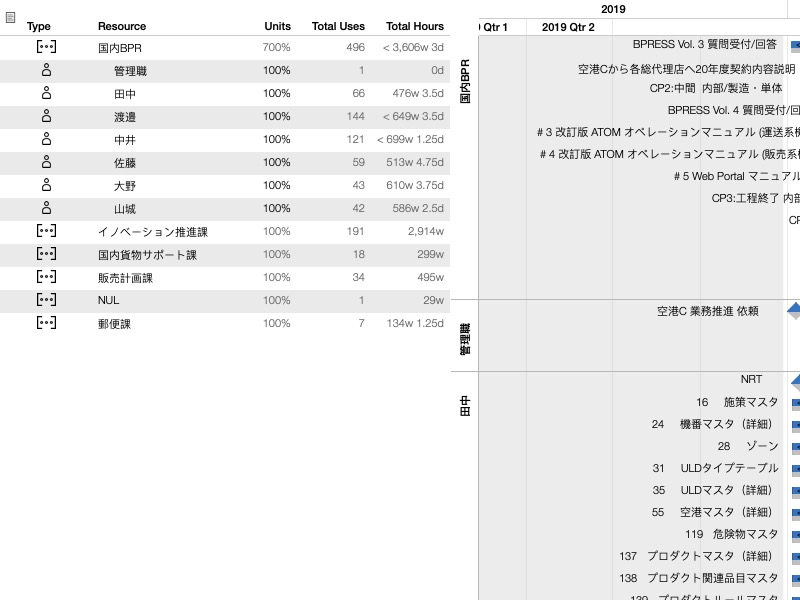 Type Resource Units Total Uses Total Hours
国内BPR 700% 496 < 3,606w 3d
管理職 100% 1 0d
田中 100% 66 476w 3.5d
渡邉 100% 144 < 649w 3.5d
中井 100% 121 < 699w 1.25d
佐藤 100% 59 513w 4.75d
大野 100% 43 610w 3.75d
山城 100% 42 586w 2.5d
イノベーション推進課 100% 191 2,914w
国内貨物サポート課 100% 18 299w
販売計画課 100% 34 495w
NUL 100% 1 29w
郵便課 100% 7 134w 1.25d
2019
Qtr 1 2019 Qtr 2
国内BPR
BPRESS Vol. 3 質問受付/回答
空港Cから各総代理店へ20年度契約内容説明
CP2:中間 内部/製造・単体
BPRESS Vol. 4 質問受付/回
#3 改訂版 ATOM オペレーションマニュアル (運送系機
#4 改訂版 ATOM オペレーションマニュアル (販売系
#5 Web Portal マニュアル
CP3:工程終了 内部
CP
管理職
空港C 業務推進 依頼
田中
NRT
16 施策マスタ
24 機番マスタ（詳細）
28 ゾーン
31 ULDタイプテーブル
35 ULDマスタ（詳細）
55 空港マスタ（詳細）
119 危険物マスタ
137 プロダクトマスタ（詳細）
138 プロダクト関連品目マスタ
139 プロダクトルールマスタ